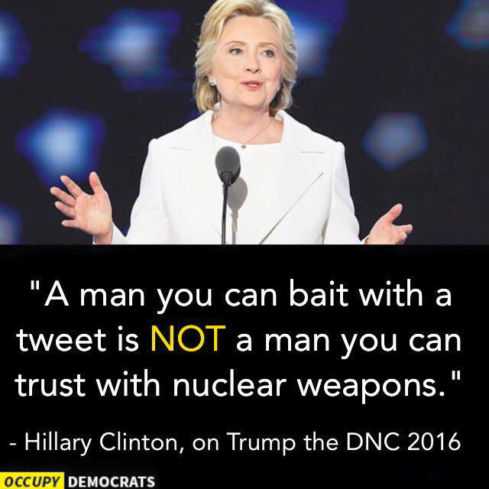 "A man you can bait with a
tweet is NOT a man you can
trust with nuclear weapons."
- Hillary Clinton, on Trump the DNC 2016
OCCUPY DEMOCRATS